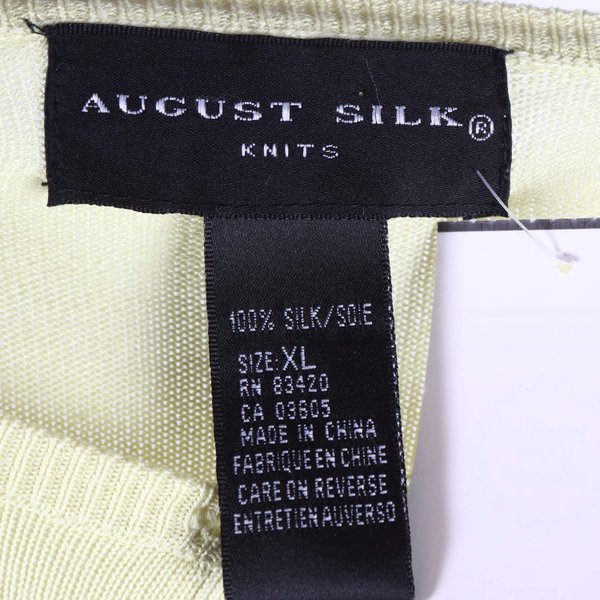 AUGUST SILK®
KNITS
100% SILK/SOIE
SIZE: XL
RN 83420
CA 03605
MADE IN CHINA
FABRIQUE EN CHINE
CARE ON REVERSE
ENTRETIEN AU VERSO